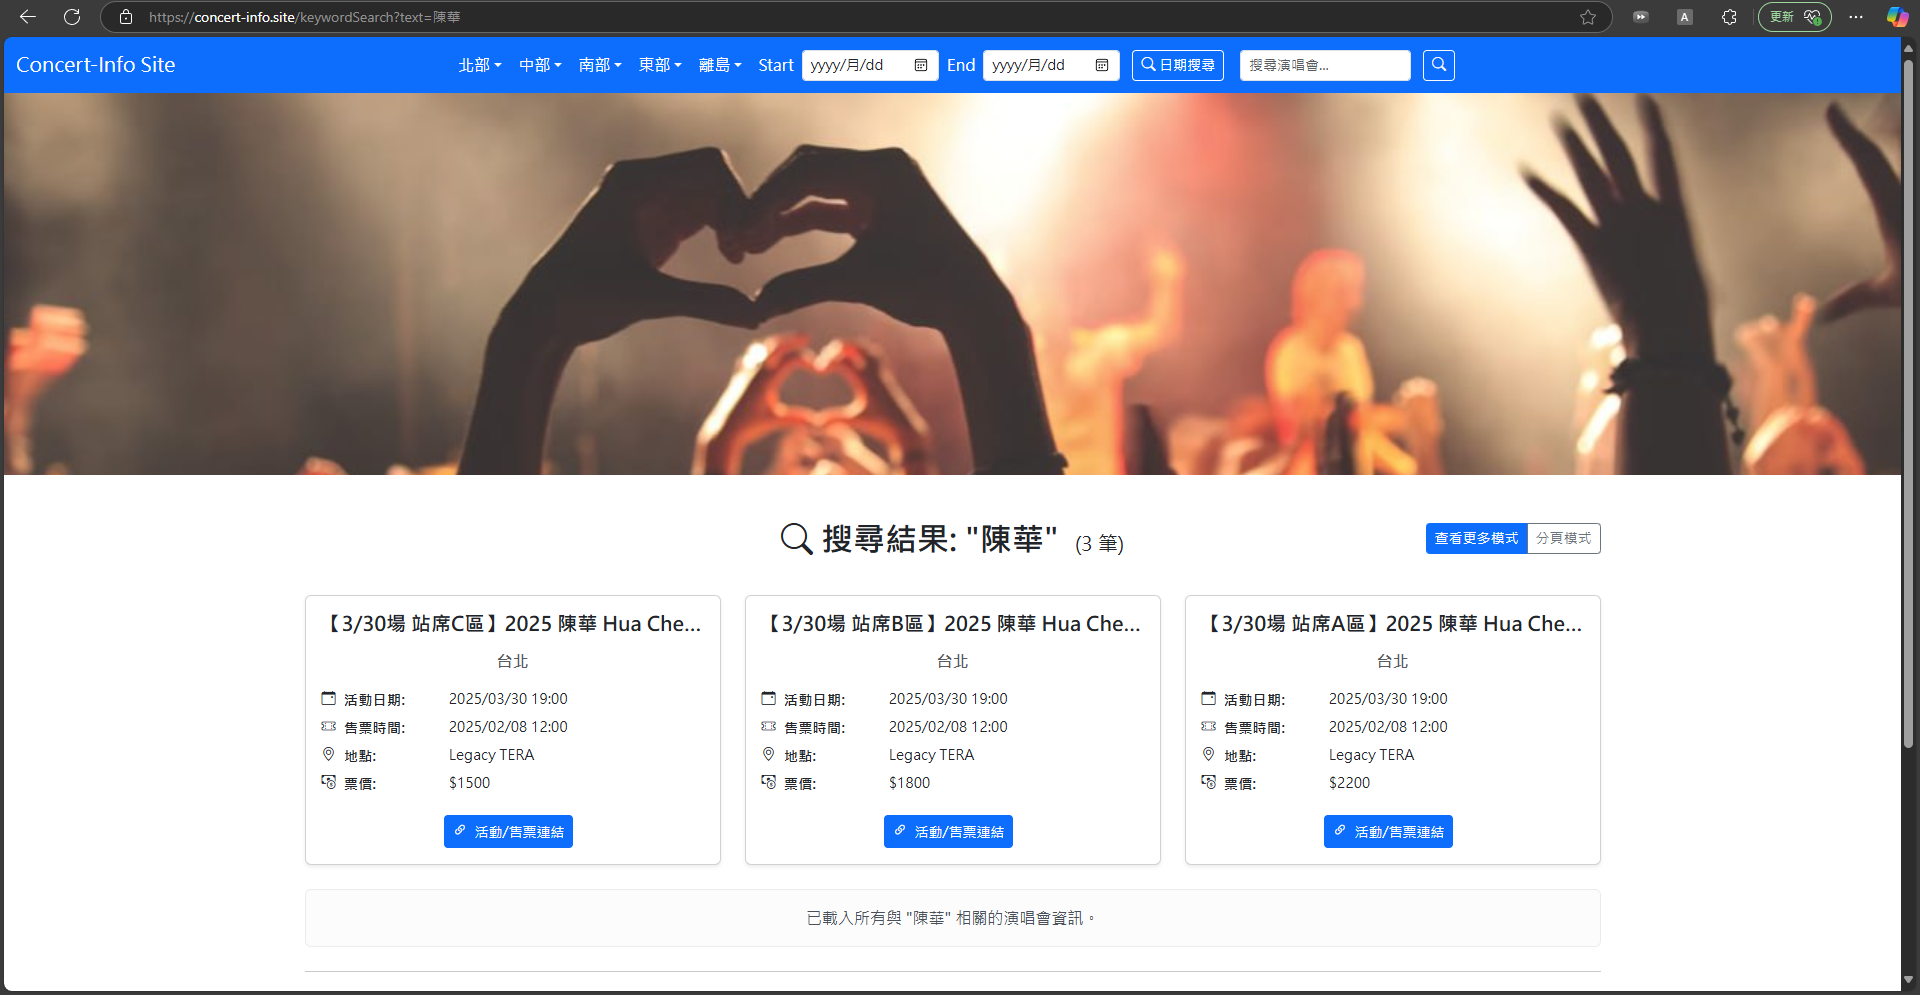 https://concert-info.site/keywordSearch?text=陳華
A
更新
Concert-Info Site
北部 中部 南部 東部 離島 Start yyyy/月/dd End yyyy/月/dd 日期搜尋 搜尋演唱會...
搜尋結果: "陳華" (3 筆)
查看更多模式 分頁模式
【3/30場 站席C區】2025 陳華 Hua Che...
台北
活動日期: 2025/03/30 19:00
售票時間: 2025/02/08 12:00
地點: Legacy TERA
票價: $1500
活動/售票連結
【3/30場 站席B區】2025 陳華 Hua Che...
台北
活動日期: 2025/03/30 19:00
售票時間: 2025/02/08 12:00
地點: Legacy TERA
票價: $1800
活動/售票連結
【3/30場 站席A區】2025 陳華 Hua Che...
台北
活動日期: 2025/03/30 19:00
售票時間: 2025/02/08 12:00
地點: Legacy TERA
票價: $2200
活動/售票連結
已載入所有與 "陳華" 相關的演唱會資訊。